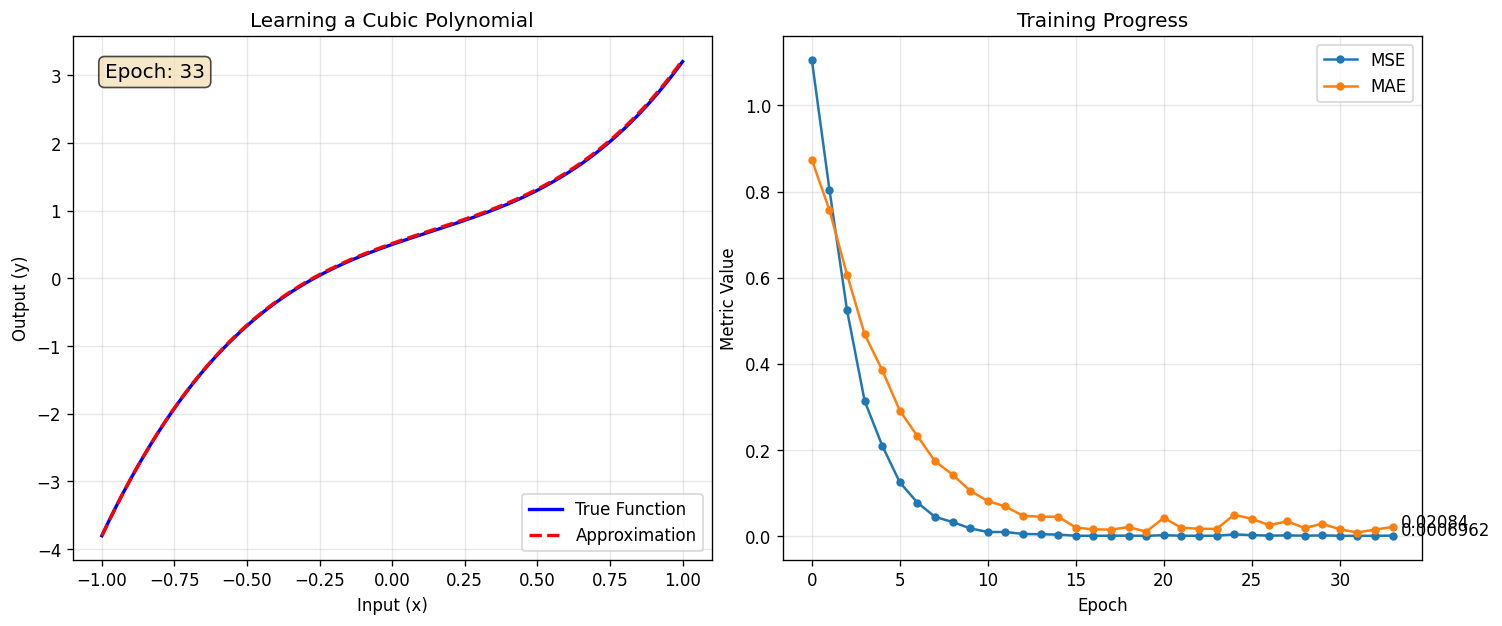 Learning a Cubic Polynomial
Epoch: 33
3
2
1
0
−1
−2
−3
−4
Output (y)
−1.00 −0.75 −0.50 −0.25 0.00 0.25 0.50 0.75 1.00
Input (x)
True Function
Approximation
Training Progress
MSE
MAE
1.0
0.8
0.6
0.4
0.2
0.0
Metric Value
0.02084
0.0006962
0 5 10 15 20 25 30
Epoch